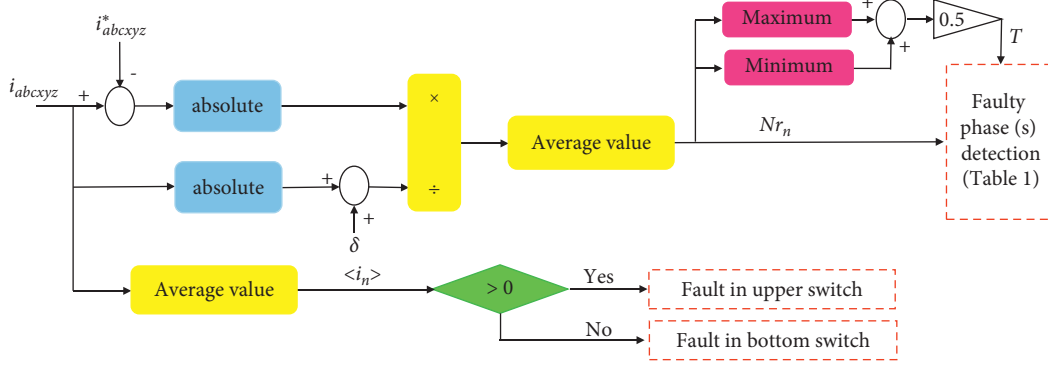 i*abcxyz
-
iabcxyz
+
absolute
×
absolute
+
+
δ
÷
Average value
Maximum
+
Minimum
+
0.5
T
Nrn
Faulty
phase (s)
detection
(Table 1)
Average value
<in>
> 0
Yes
Fault in upper switch
No
Fault in bottom switch